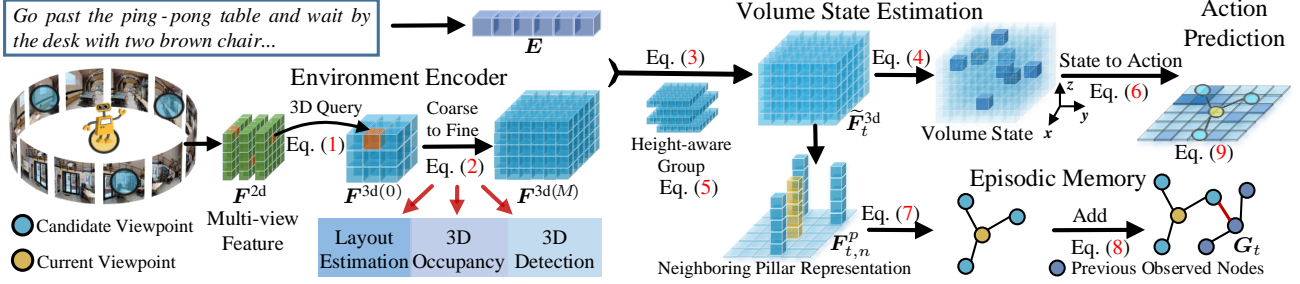 Go past the ping - pong table and wait by
the desk with two brown chair...
E
Environment Encoder
3D Query
Eq. (1)
Coarse
to Fine
Eq. (2)
F^2d
Multi-view
Feature
F^3d(0)
F^3d(M)
Candidate Viewpoint
Current Viewpoint
Layout
Estimation
3D
Occupancy
3D
Detection
Volume State Estimation
Eq. (3)
Height-aware
Group
Eq. (5)
F̃_t^3d
Eq. (4)
Volume State
z
y
x
State to Action
Eq. (6)
Action
Prediction
Eq. (9)
F_{t,n}^p
Neighboring Pillar Representation
Eq. (7)
Episodic Memory
Add
Eq. (8)
G_t
Previous Observed Nodes